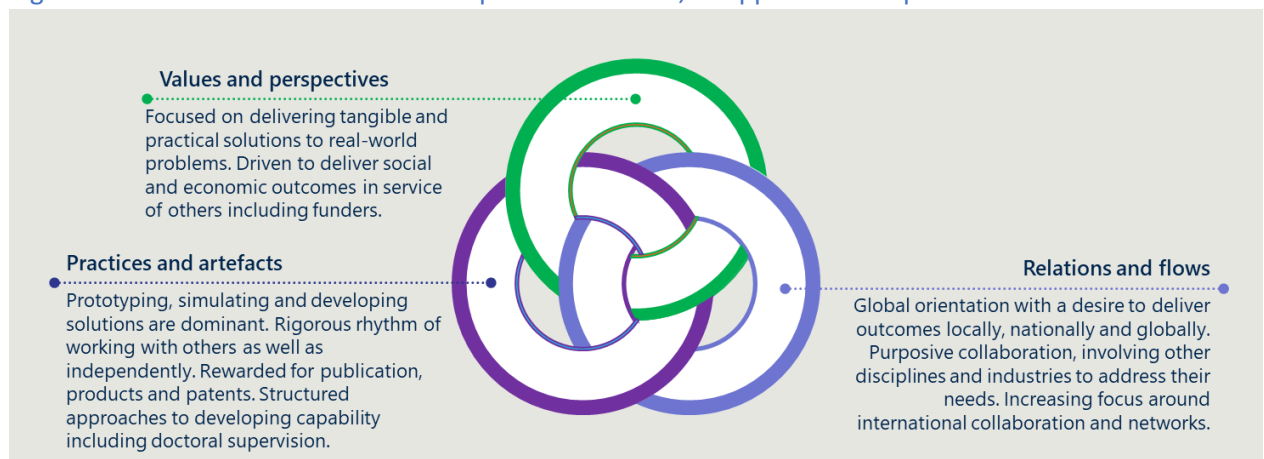 Values and perspectives
Focused on delivering tangible and
practical solutions to real-world
problems. Driven to deliver social
and economic outcomes in service
of others including funders.
Practices and artefacts
Prototyping, simulating and developing
solutions are dominant. Rigorous rhythm of
working with others as well as
independently. Rewarded for publication,
products and patents. Structured
approaches to developing capability
including doctoral supervision.
Relations and flows
Global orientation with a desire to deliver
outcomes locally, nationally and globally.
Purposive collaboration, involving other
disciplines and industries to address their
needs. Increasing focus around
international collaboration and networks.